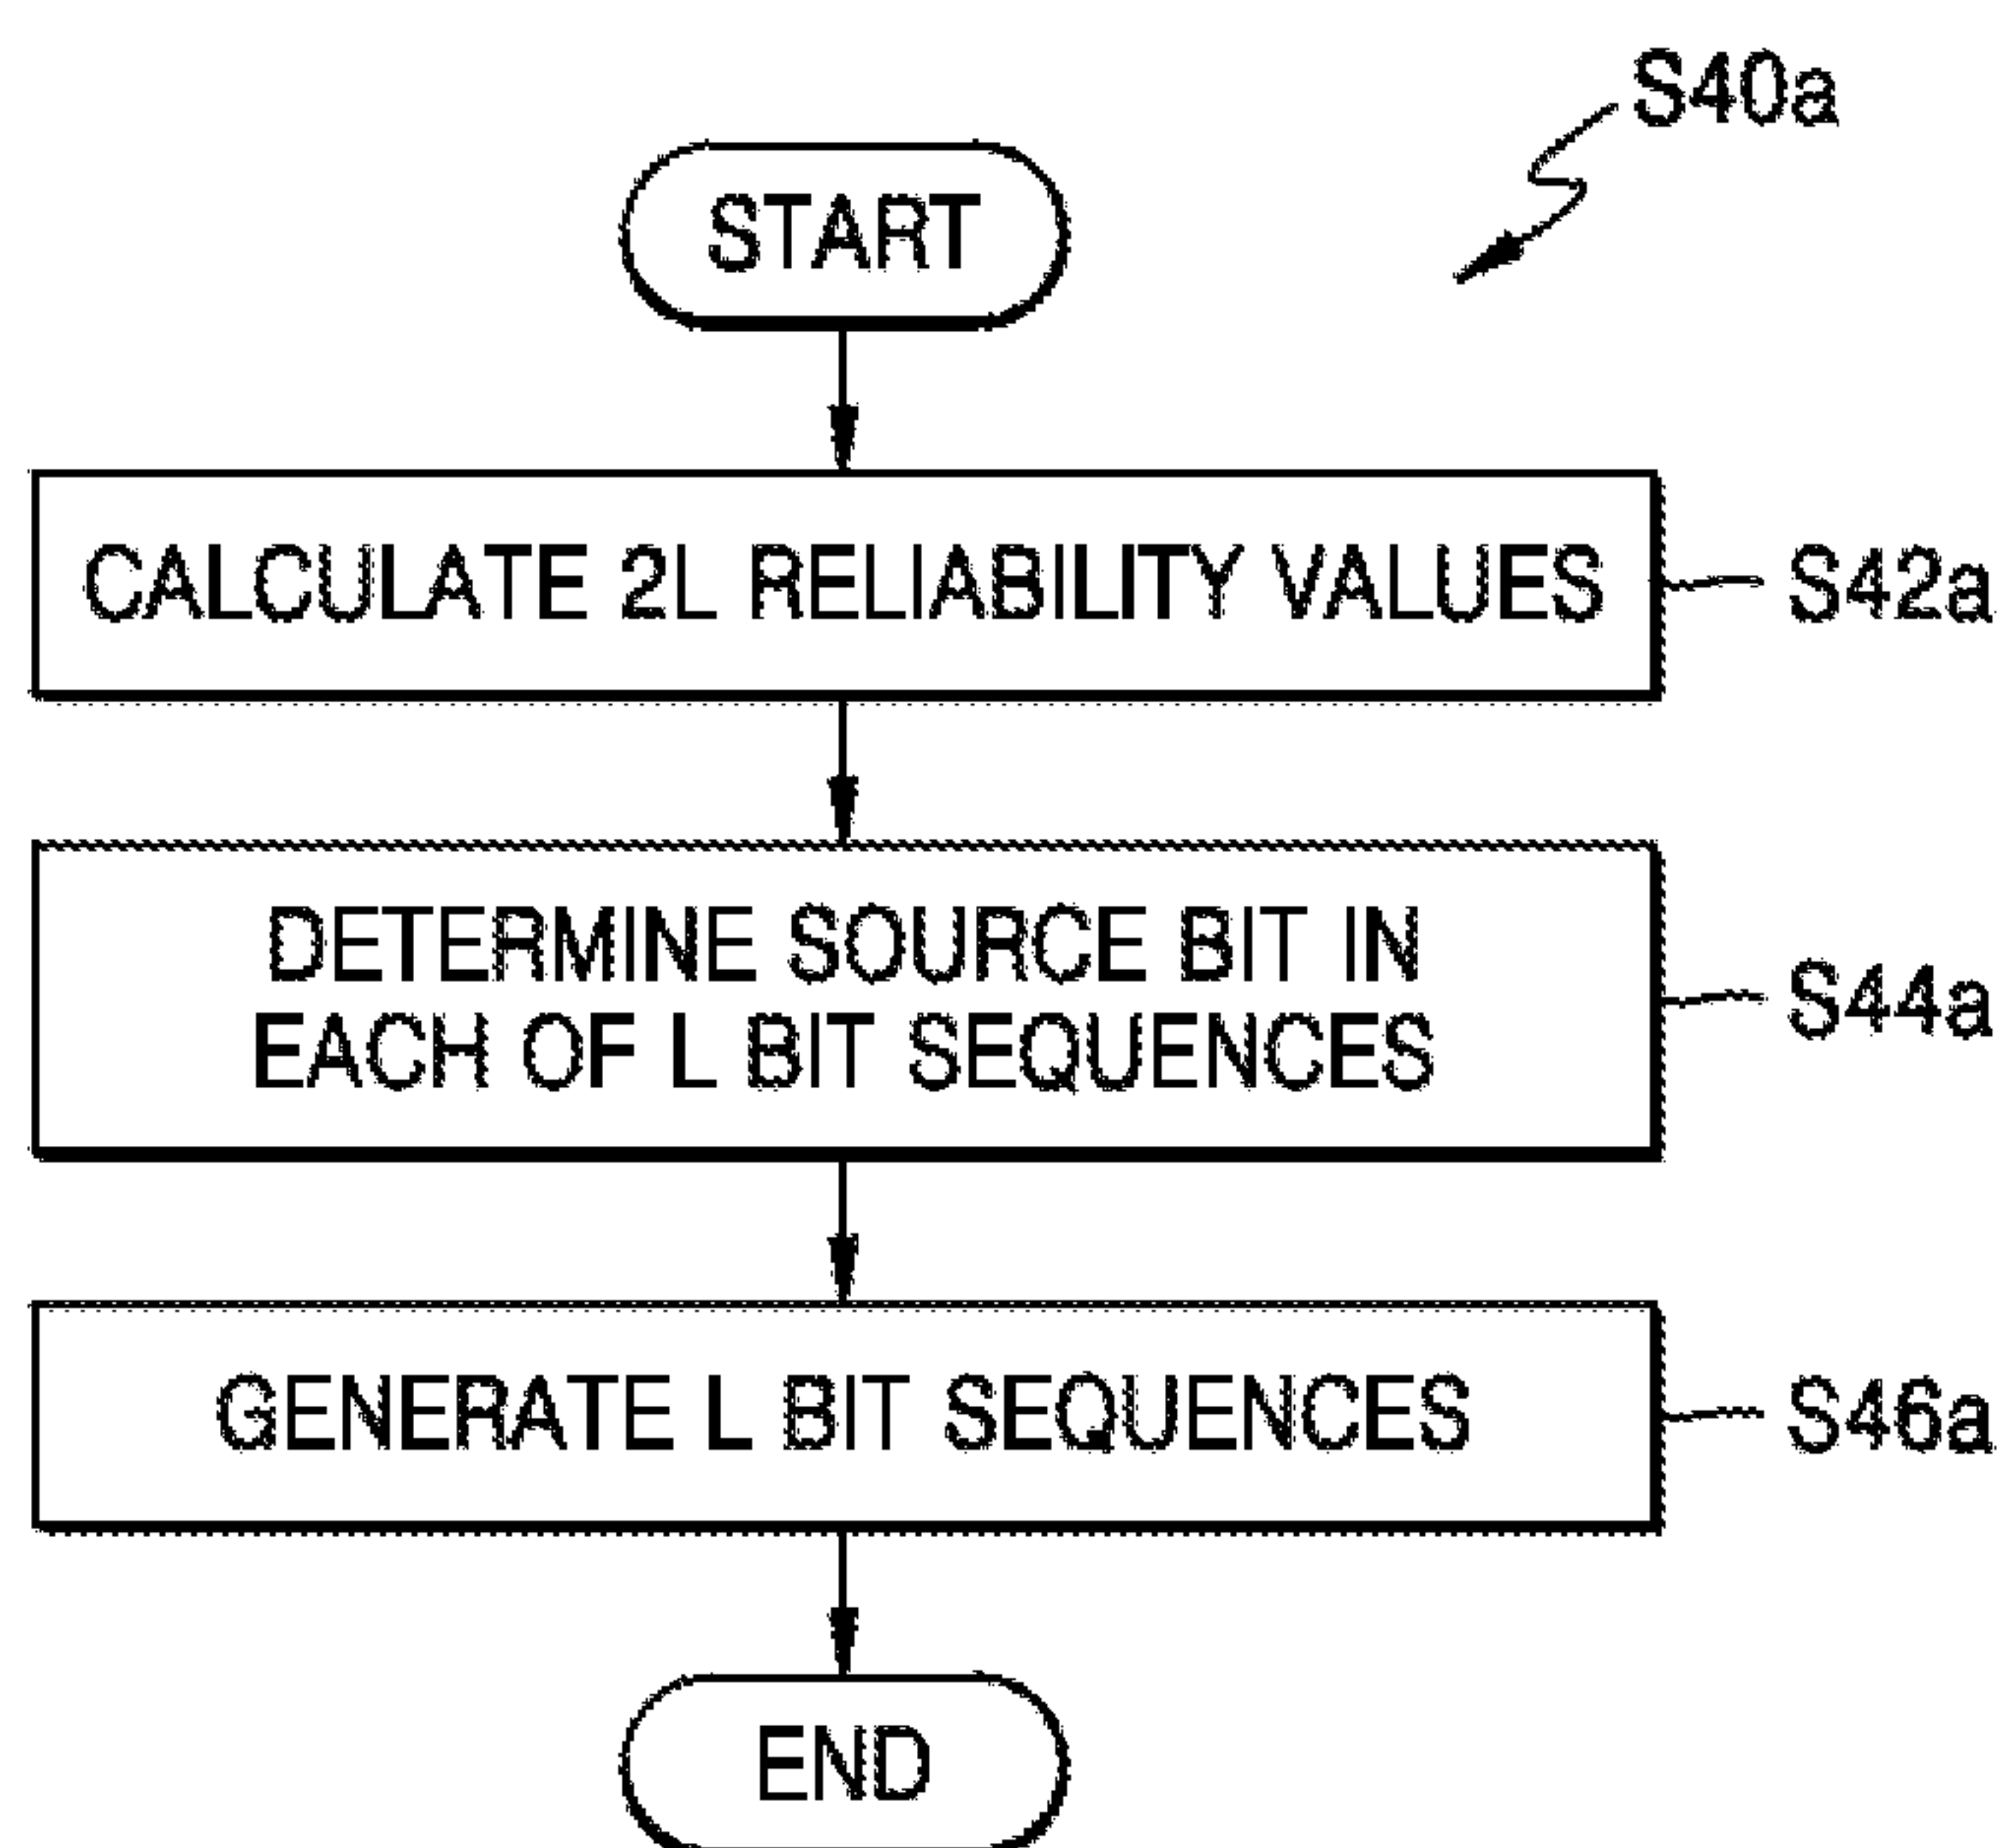 S40a
START
CALCULATE 2L RELIABILITY VALUES
S42a
DETERMINE SOURCE BIT IN
EACH OF L BIT SEQUENCES
S44a
GENERATE L BIT SEQUENCES
S46a
END